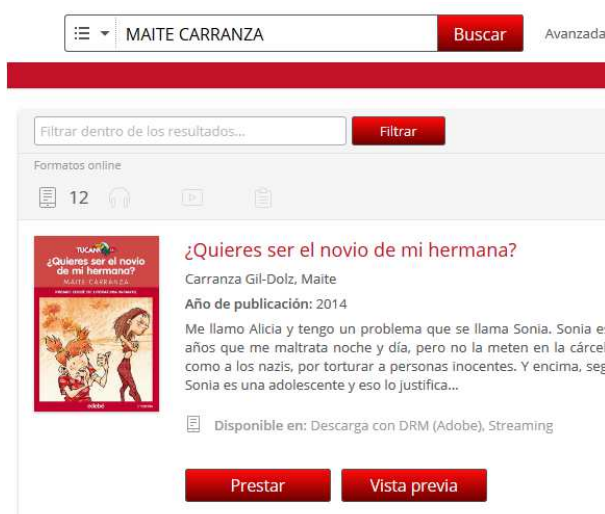 MAITE CARRANZA
Buscar
Avanzada
Filtrar dentro de los resultados...
Filtrar
Formatos online
12
TUCAN
¿Quieres ser el novio
de mi hermana?
MAITE CARRANZA
edebé
¿Quieres ser el novio de mi hermana?
Carranza Gil-Dolz, Maite
Año de publicación: 2014
Me llamo Alicia y tengo un problema que se llama Sonia. Sonia es
años que me maltrata noche y día, pero no la meten en la cárcel
como a los nazis, por torturar a personas inocentes. Y encima, seg
Sonia es una adolescente y eso lo justifica...
Disponible en: Descarga con DRM (Adobe), Streaming
Prestar
Vista previa